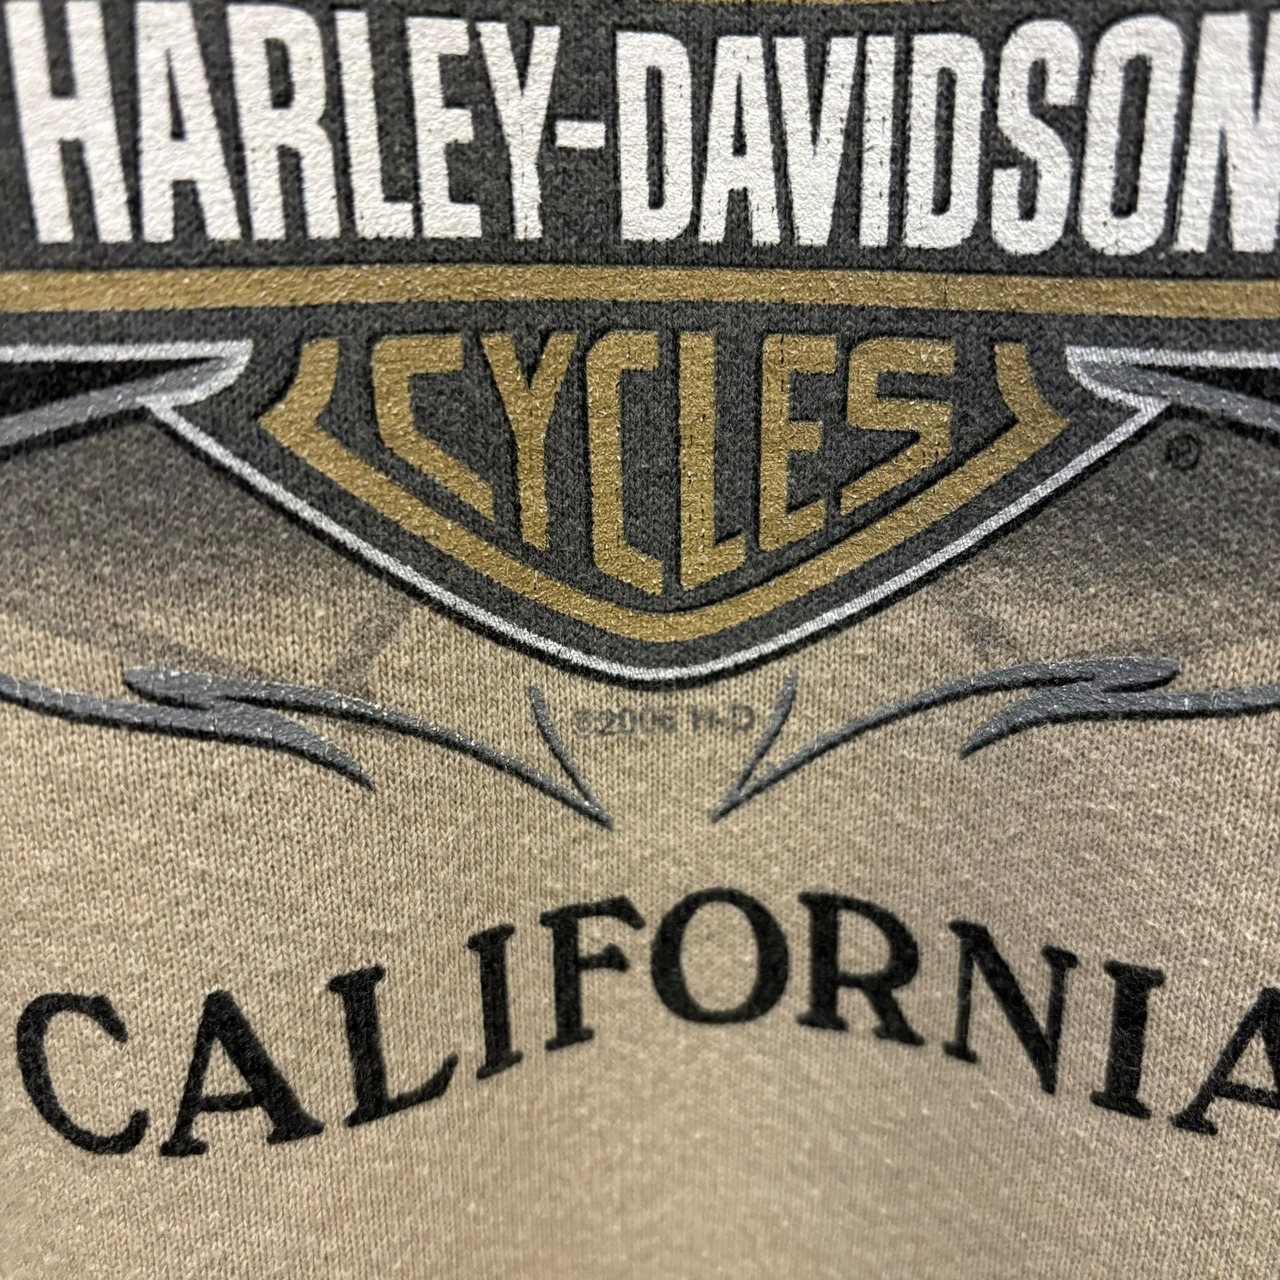 HARLEY-DAVIDSON
CYCLES
®
©2006 H-D
CALIFORNIA